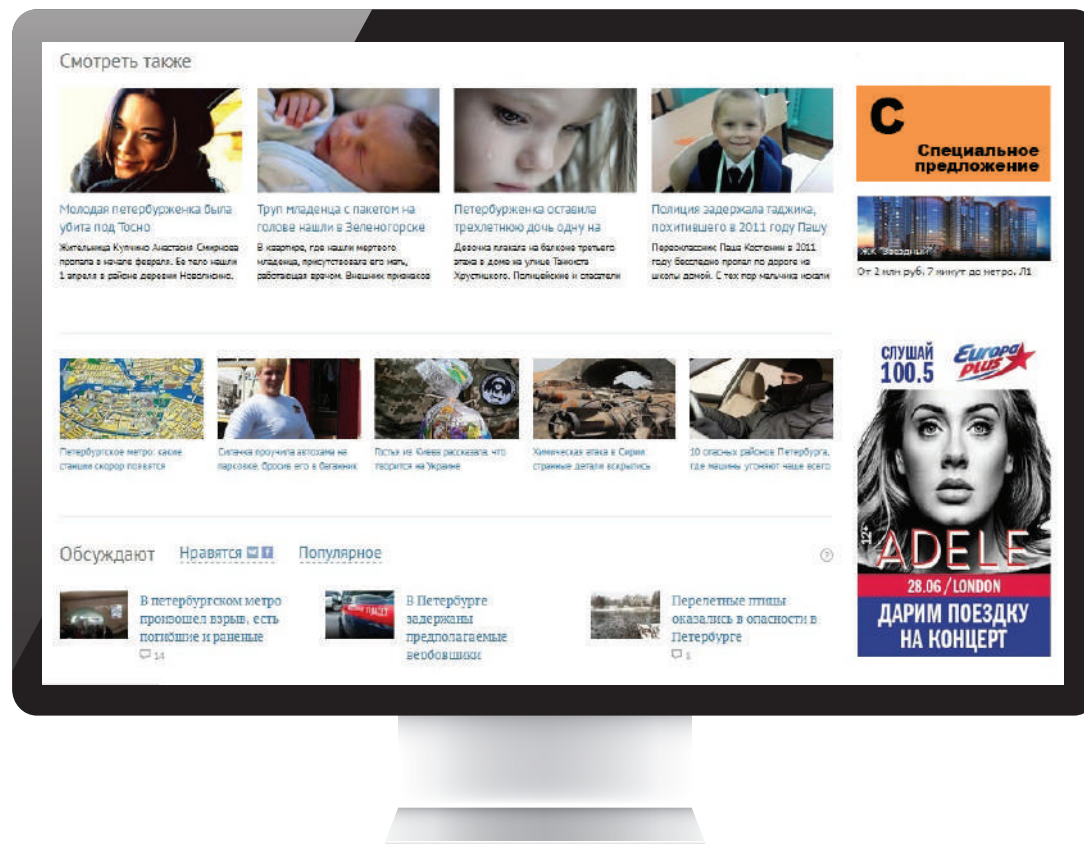 Смотреть также
Молодая петербурженка была
убита под Тосно
Жительница Купчино Анастасия Смирнова
пропала в начале февраля. Ее тело нашли
1 апреля в районе деревни Новолисино.
Труп младенца с пакетом на
голове нашли в Зеленогорске
В квартире, где нашли мертвого
младенца, присутствовала его мать,
работающая врачом. Внешних признаков
Петербурженка оставила
трехлетнюю дочь одну на
Девочка плакала на балконе третьего
этажа в доме на улице Танкиста
Хрустицкого. Полицейские и спасатели
Полиция задержала таджика,
похитившего в 2011 году Пашу
Первоклассник Паша Костюнин в 2011
году бесследно пропал по дороге из
школы домой. С тех пор мальчика искали
С
Специальное
предложение
ЖК "Звездный"
От 2 млн руб. 7 минут до метро. Л1
Петербургское метро: какие
станции скорор появятся
Силачка проучила автохама на
парковке, бросив его в багажник
Гостья из Киева рассказала, что
творится на Украине
Химическая атака в Сирии:
странные детали вскрылись
10 опасных районов Петербурга,
где машины угоняют чаще всего
СЛУШАЙ
100.5
Europa
PLUS
12+
ADELE
28.06 / LONDON
ДАРИМ ПОЕЗДКУ
НА КОНЦЕРТ
Обсуждают Нравятся Популярное
В петербургском метро
произошел взрыв, есть
погибшие и раненые
14
В Петербурге
задержаны
предполагаемые
вербовщики
Перелетные птицы
оказались в опасности в
Петербурге
1